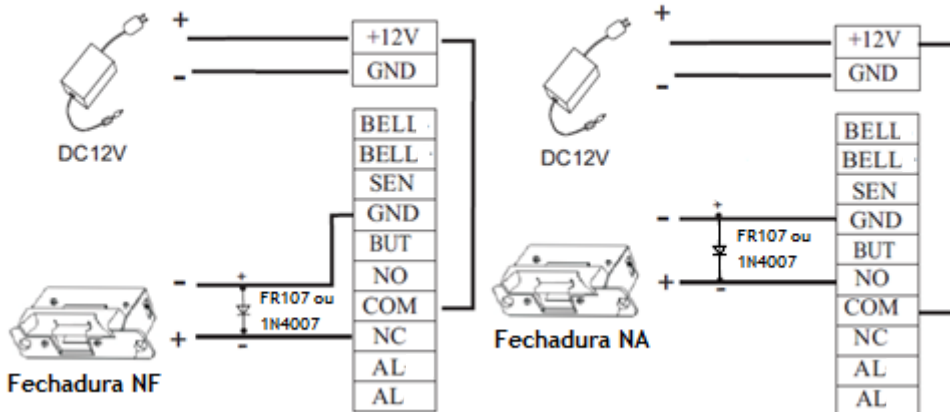 +
+12V
-
GND
DC12V
BELL
BELL
SEN
GND
BUT
NO
COM
NC
AL
AL
-
+
FR107 ou
1N4007
+
-
Fechadura NF
+
+12V
-
GND
DC12V
BELL
BELL
SEN
GND
BUT
NO
COM
NC
AL
AL
-
+
FR107 ou
1N4007
+
-
Fechadura NA